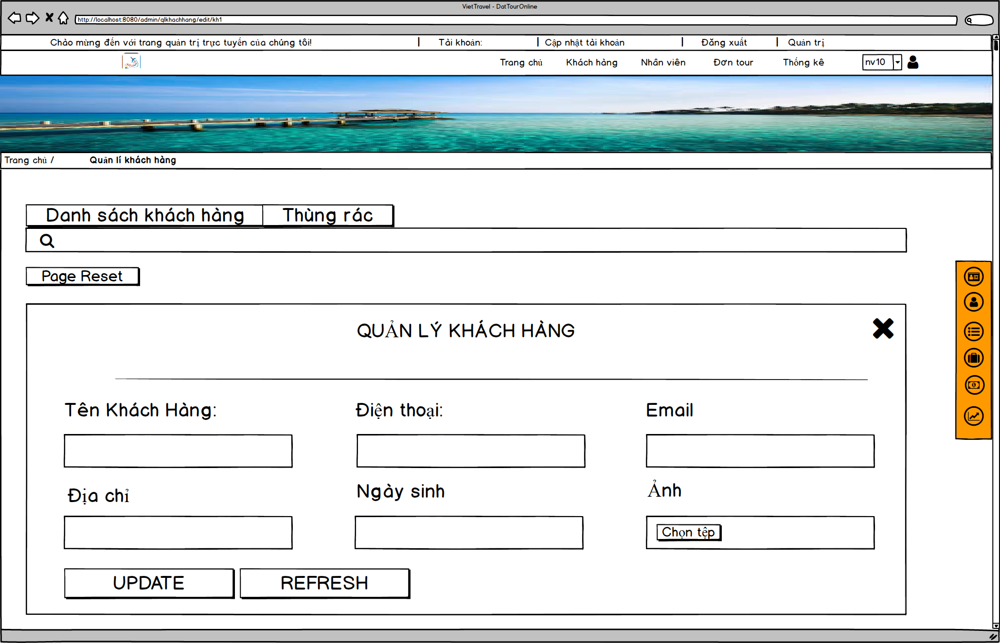 VietTravel - DatTourOnline
http://localhost:8080/admin/qlkhachhang/edit/kh1
Chào mừng đến với trang quản trị trực tuyến của chúng tôi! | Tài khoản: | Cập nhật tài khoản | Đăng xuất | Quản trị
Trang chủ Khách hàng Nhân viên Đơn tour Thống kê nv10
Trang chủ / Quản lí khách hàng
Danh sách khách hàng Thùng rác
Page Reset
QUẢN LÝ KHÁCH HÀNG
Tên Khách Hàng: Điện thoại: Email
Địa chỉ Ngày sinh Ảnh
Chọn tệp
UPDATE REFRESH